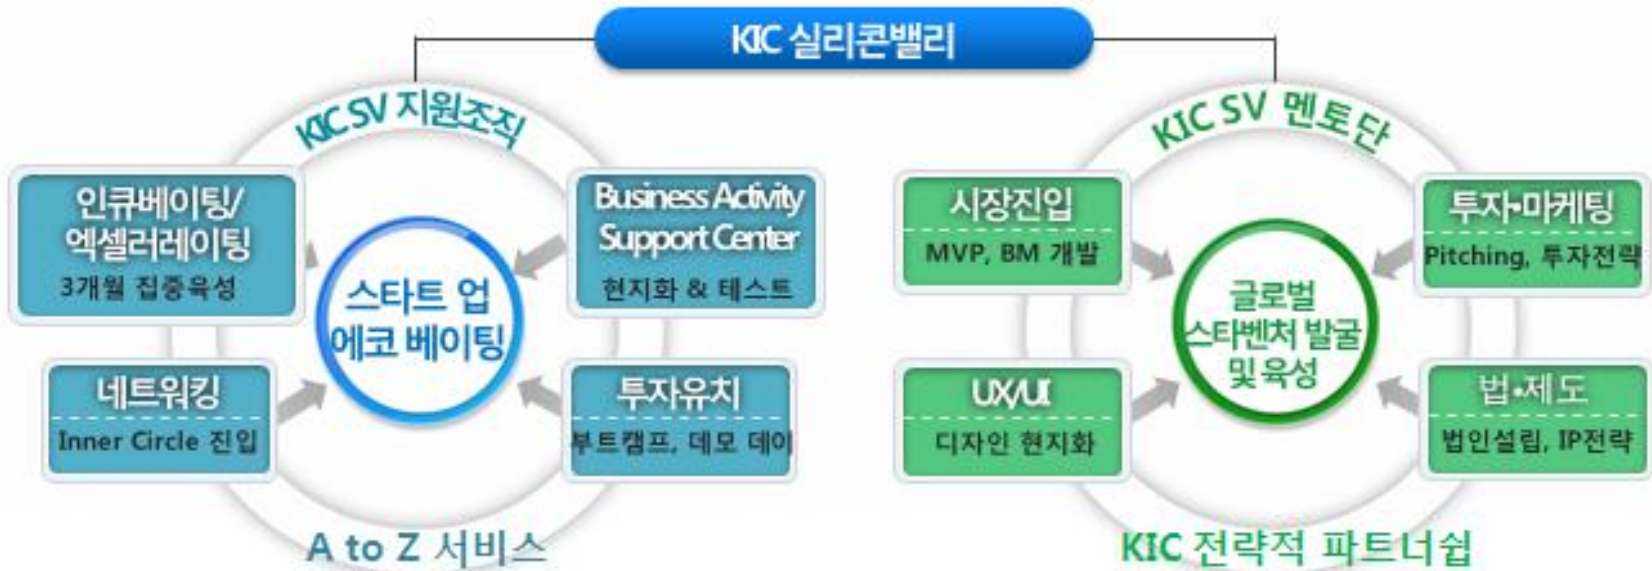 KIC 실리콘밸리
KIC SV 지원조직
인큐베이팅/
엑셀러레이팅
3개월 집중육성
Business Activity
Support Center
현지화 & 테스트
스타트 업
에코 베이팅
네트워킹
Inner Circle 진입
투자유치
부트캠프, 데모 데이
A to Z 서비스
KIC SV 멘토단
시장진입
MVP, BM 개발
투자•마케팅
Pitching, 투자전략
글로벌
스타벤처 발굴
및 육성
UX/UI
디자인 현지화
법•제도
법인설립, IP전략
KIC 전략적 파트너쉽